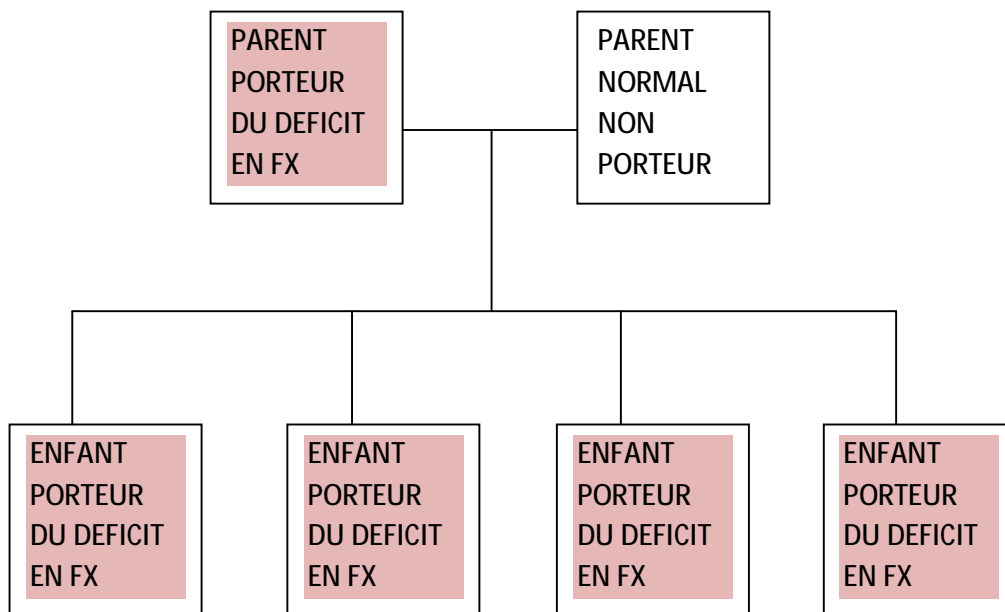 PARENT
PORTEUR
DU DEFICIT
EN FX
PARENT
NORMAL
NON
PORTEUR
ENFANT
PORTEUR
DU DEFICIT
EN FX
ENFANT
PORTEUR
DU DEFICIT
EN FX
ENFANT
PORTEUR
DU DEFICIT
EN FX
ENFANT
PORTEUR
DU DEFICIT
EN FX